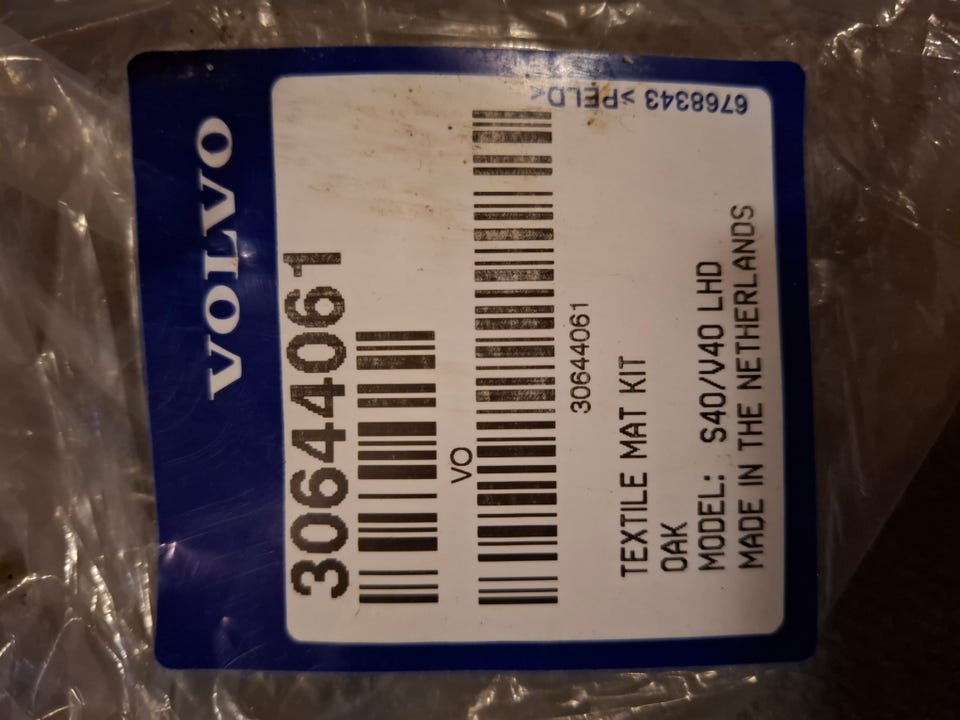 VOLVO
30644061
VO
30644061
TEXTILE MAT KIT
OAK
MODEL: S40/V40 LHD
MADE IN THE NETHERLANDS
6768343 >PELD<